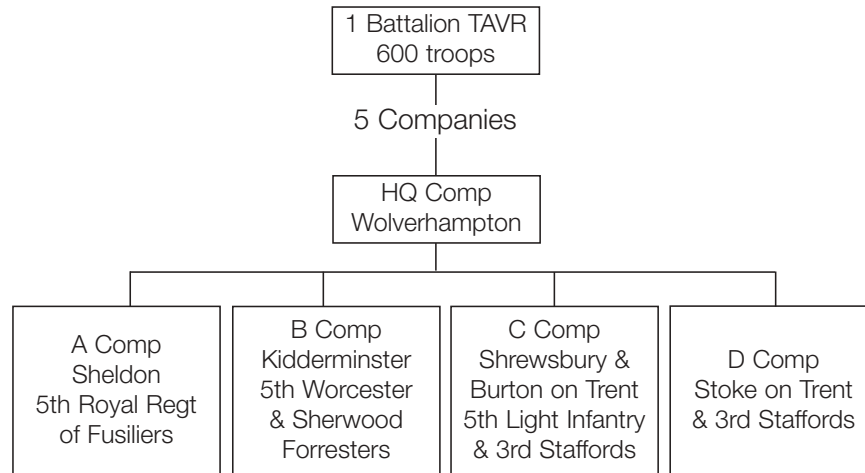 1 Battalion TAVR
600 troops
5 Companies
HQ Comp
Wolverhampton
A Comp
Sheldon
5th Royal Regt
of Fusiliers
B Comp
Kidderminster
5th Worcester
& Sherwood
Forresters
C Comp
Shrewsbury &
Burton on Trent
5th Light Infantry
& 3rd Staffords
D Comp
Stoke on Trent
& 3rd Staffords